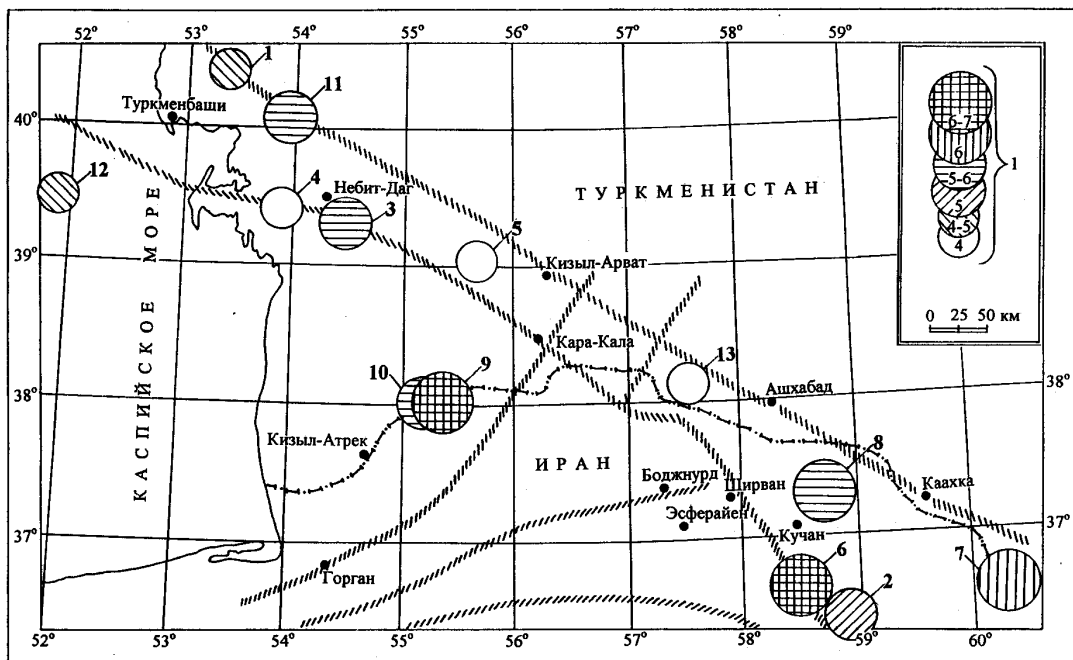 52° 53° 54° 55° 56° 57° 58° 59°
1
11
Туркменбаши
40°
12
4
Небит-Даг
3
ТУРКМЕНИСТАН
39°
5
Кизыл-Арват
КАСПИЙСКОЕ МОРЕ
Кара-Кала
13
10
9
38°
38°
Ашхабад
Кизыл-Атрек
ИРАН
8
Боджнурд
Ширван
Каахка
Эсферайен
Кучан
37°
37°
6
7
2
Горган
52° 53° 54° 55° 56° 57° 58° 59° 60°
6-7
6
5-6
5
4-5
4
1
0 25 50 км